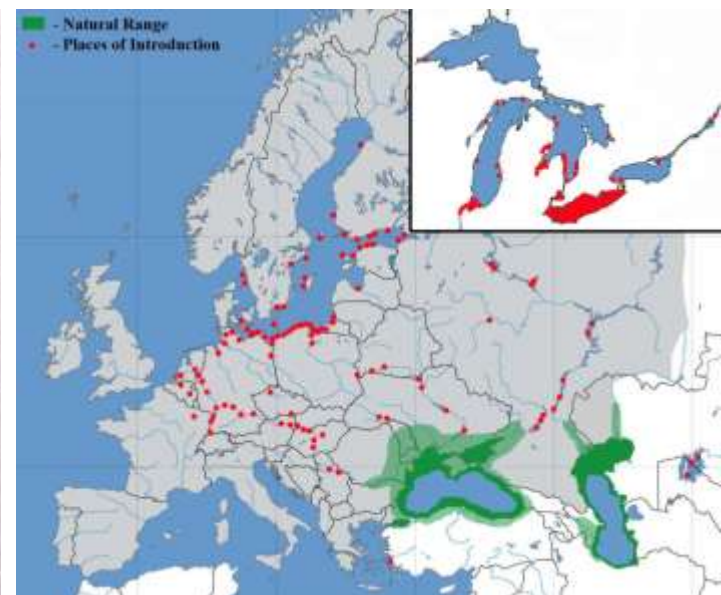 - Natural Range
- Places of Introduction